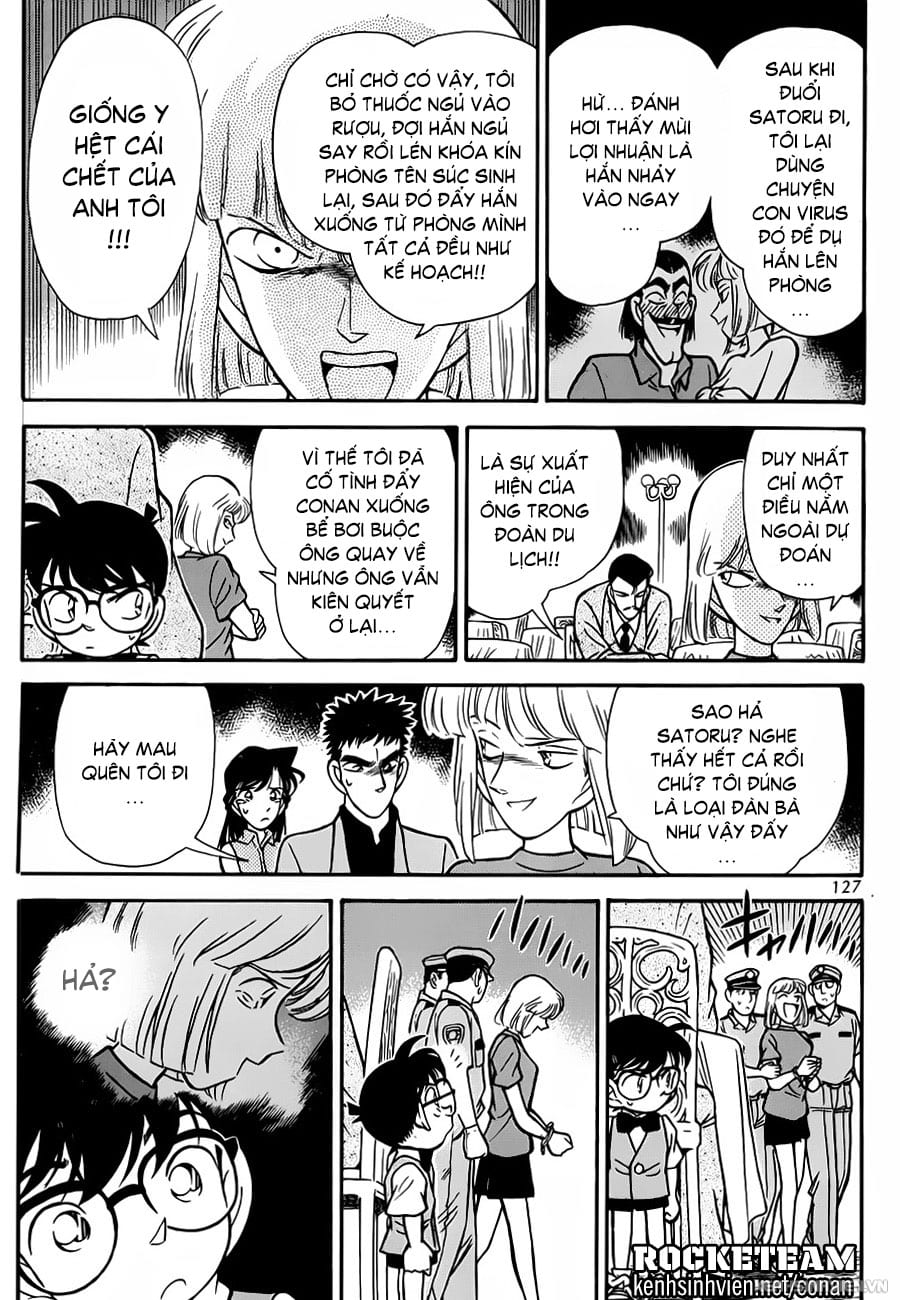 SAU KHI
ĐUỔI
SATORU ĐI,
TÔI LẠI
DÙNG
CHUYỆN
CON VIRUS
ĐÓ ĐỂ DỤ
HẮN LÊN
PHÒNG
...
HỪ... ĐÁNH
HƠI THẤY MÙI
LỢI NHUẬN LÀ
HẮN NHẢY
VÀO NGAY
...
CHỈ CHỜ CÓ VẬY, TÔI
BỎ THUỐC NGỦ VÀO
RƯỢU, ĐỢI HẮN NGỦ
SAY RỒI LÉN KHÓA KÍN
PHÒNG TÊN SÚC SINH
LẠI, SAU ĐÓ ĐẨY HẮN
XUỐNG TỪ PHÒNG MÌNH
TẤT CẢ ĐỀU NHƯ
KẾ HOẠCH!!
GIỐNG Y
HỆT CÁI
CHẾT CỦA
ANH TÔI
!!!
DUY NHẤT
CHỈ MỘT
ĐIỀU NẰM
NGOÀI DỰ
ĐOÁN
...
LÀ SỰ XUẤT
HIỆN CỦA
ÔNG TRONG
ĐOÀN DU
LỊCH!!
VÌ THẾ TÔI ĐÃ
CỐ TÌNH ĐẨY
CONAN XUỐNG
BỂ BƠI BUỘC
ÔNG QUAY VỀ
NHƯNG ÔNG VẪN
KIÊN QUYẾT
Ở LẠI...
SAO HẢ
SATORU? NGHE
THẤY HẾT CẢ RỒI
CHỨ? TÔI ĐÚNG
LÀ LOẠI ĐÀN BÀ
NHƯ VẬY ĐẤY
...
HÃY MAU
QUÊN TÔI ĐI
...
127
HẢ?
ROCKETEAM
kenhsinhvien.net/conan